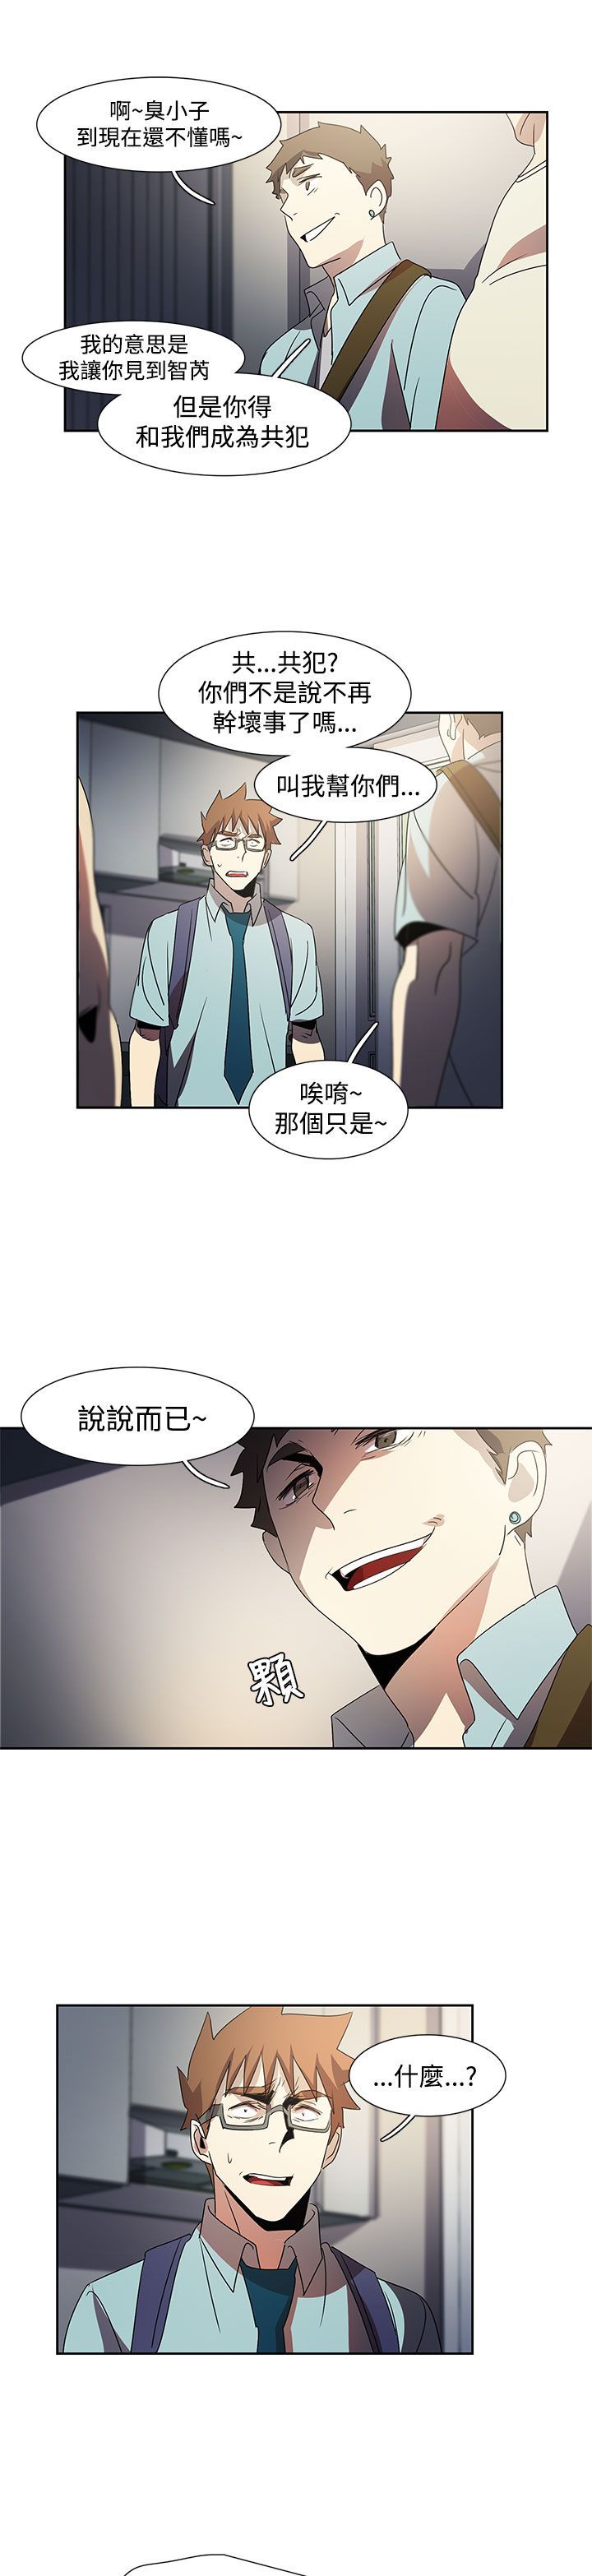 啊~臭小子
到現在還不懂嗎~
我的意思是
我讓你見到智芮
但是你得
和我們成為共犯
共...共犯?
你們不是說不再
幹壞事了嗎...
叫我幫你們...
唉唷~
那個只是~
說說而已~
顆
...什麼...?